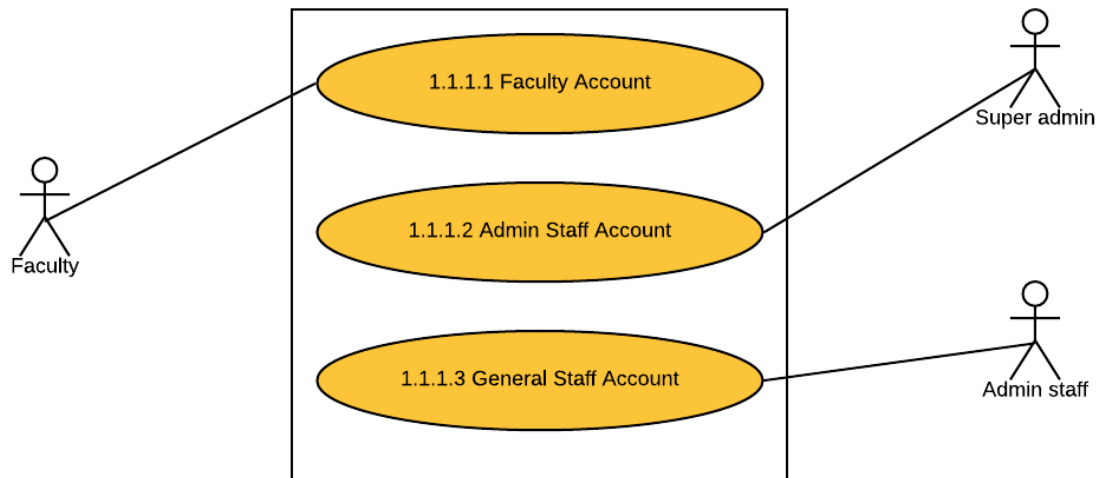 1.1.1.1 Faculty Account
Super admin
1.1.1.2 Admin Staff Account
Faculty
1.1.1.3 General Staff Account
Admin staff